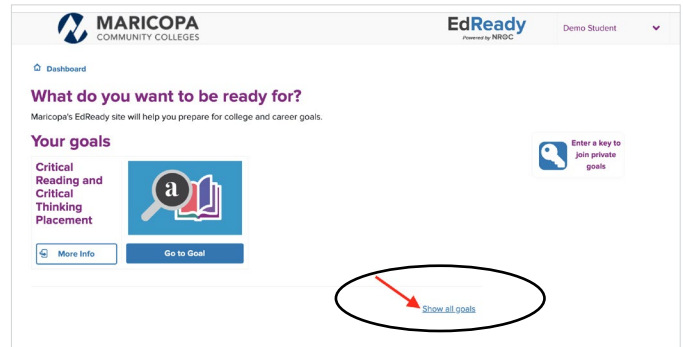 MARICOPA
COMMUNITY COLLEGES
EdReady
Powered by NROC
Demo Student
Dashboard
What do you want to be ready for?
Maricopa's EdReady site will help you prepare for college and career goals.
Your goals
Enter a key to
join private
goals
Critical
Reading and
Critical
Thinking
Placement
a
More Info
Go to Goal
Show all goals